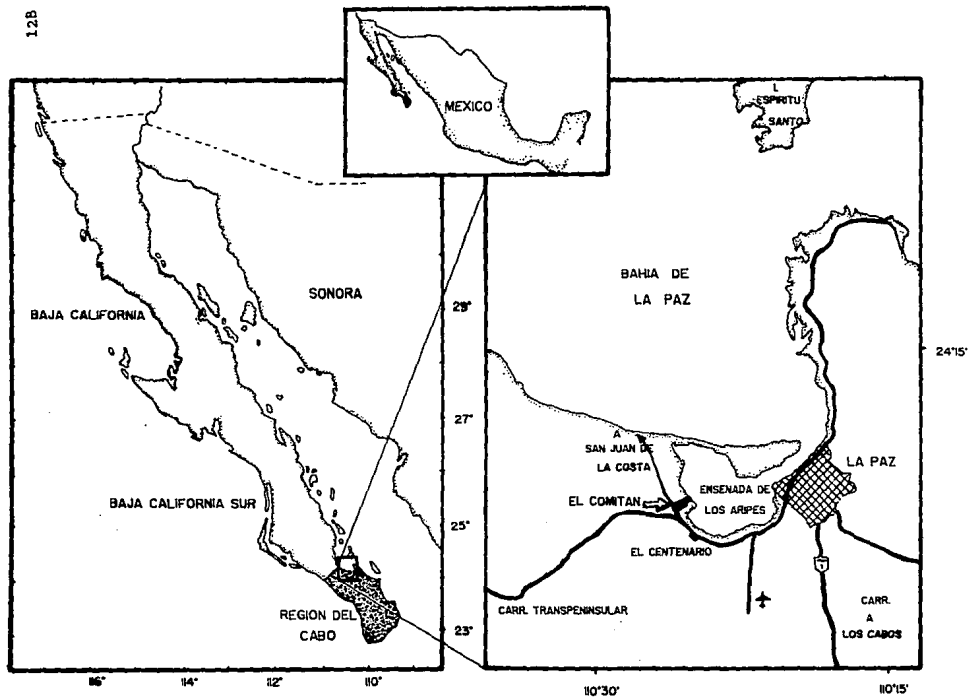 12B
MEXICO
BAJA CALIFORNIA
SONORA
BAJA CALIFORNIA SUR
REGION DEL
CABO
29°
27°
25°
23°
116°
114°
112°
110°
I.
ESPIRITU
SANTO
BAHIA DE
LA PAZ
24°15'
A
SAN JUAN DE
LA COSTA
EL COMITAN
ENSENADA DE
LOS ARIPES
LA PAZ
EL CENTENARIO
CARR. TRANSPENINSULAR
1
CARR.
A
LOS CABOS
110°30'
110°15'